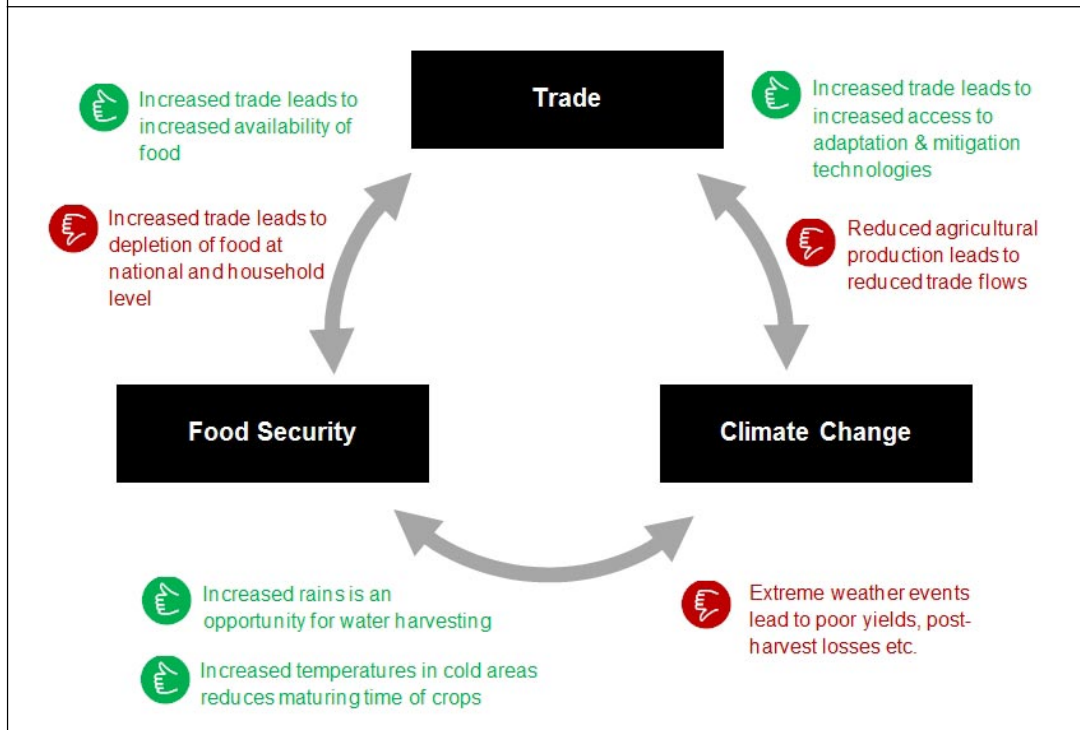 Trade
Increased trade leads to
increased availability of
food
Increased trade leads to
depletion of food at
national and household
level
Increased trade leads to
increased access to
adaptation & mitigation
technologies
Reduced agricultural
production leads to
reduced trade flows
Food Security
Climate Change
Increased rains is an
opportunity for water harvesting
Increased temperatures in cold areas
reduces maturing time of crops
Extreme weather events
lead to poor yields, post-
harvest losses etc.